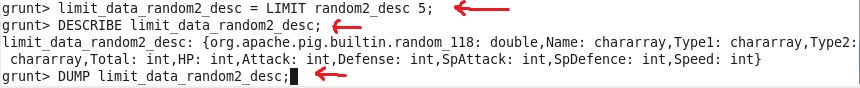 grunt> limit_data_random2_desc = LIMIT random2_desc 5;
grunt> DESCRIBE limit_data_random2_desc;
limit_data_random2_desc: {org.apache.pig.builtin.random_118: double,Name: chararray,Type1: chararray,Type2:
 chararray,Total: int,HP: int,Attack: int,Defense: int,SpAttack: int,SpDefence: int,Speed: int}
grunt> DUMP limit_data_random2_desc;